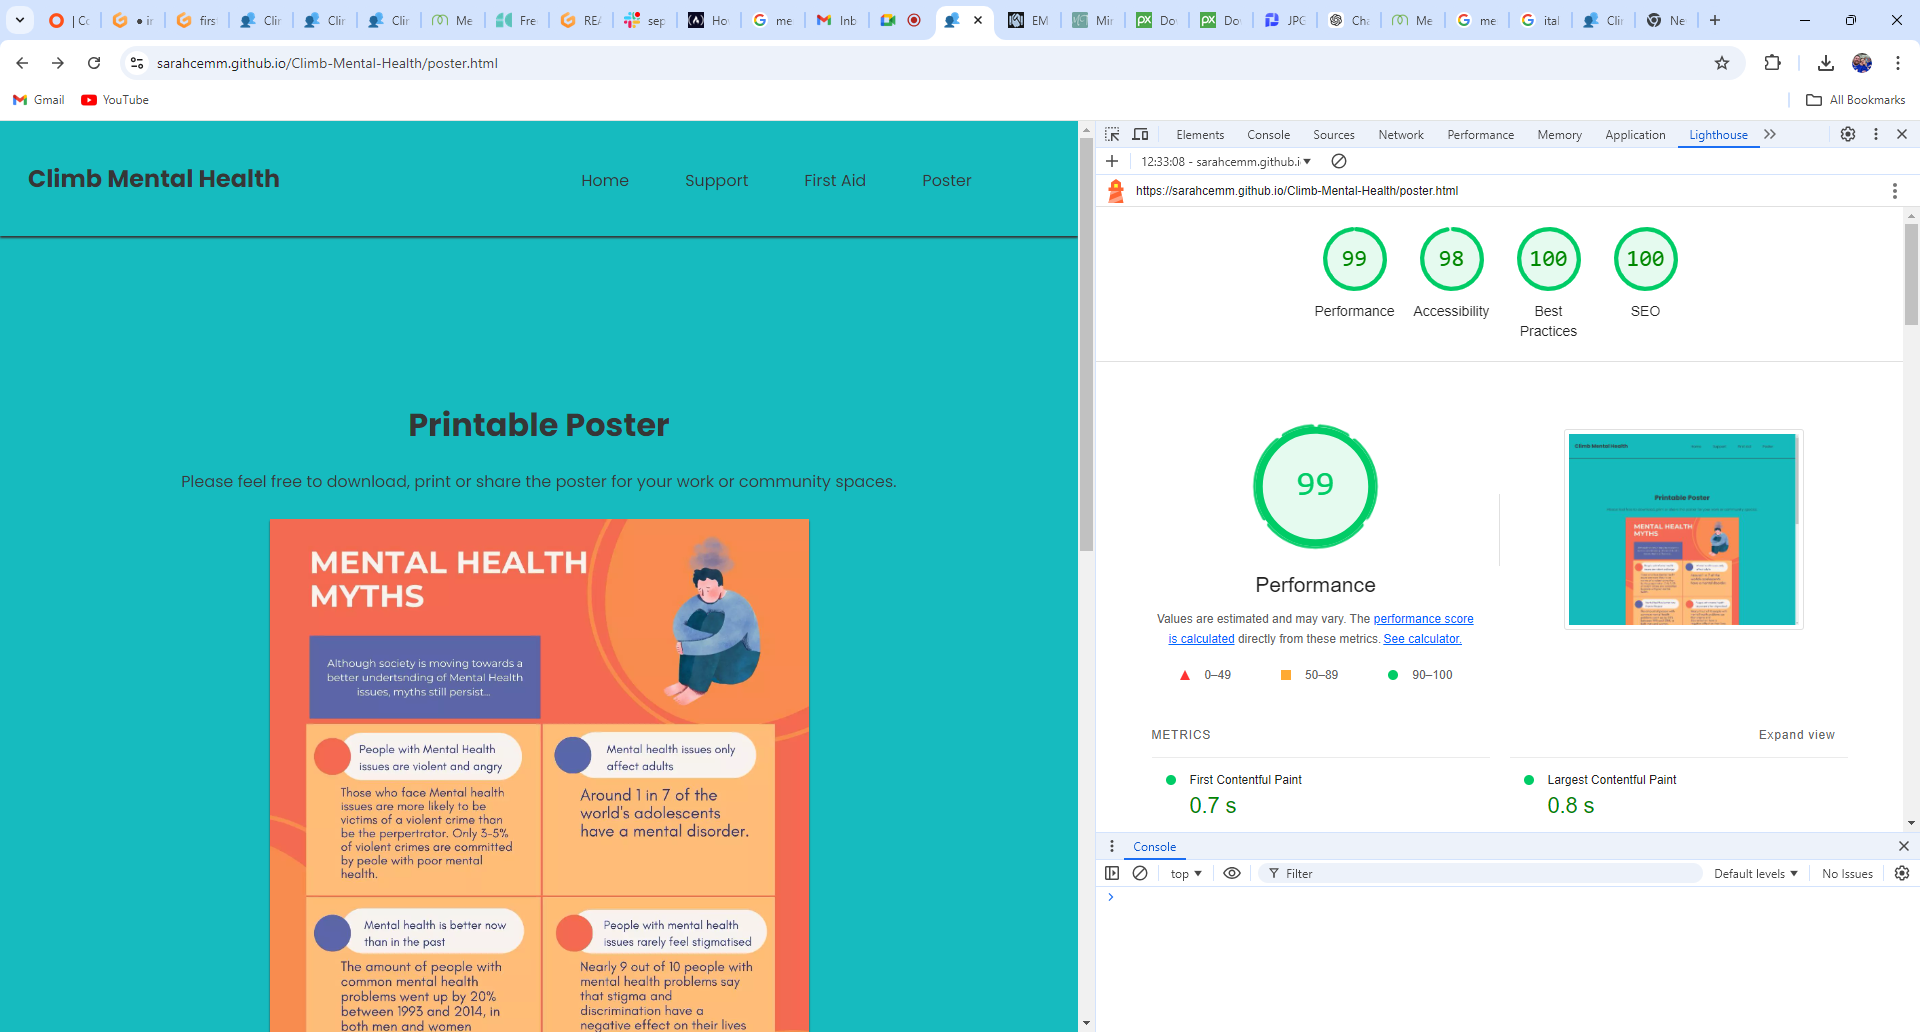 | Co
● in
firs
Clir
Clir
Clir
Me
Fre
REA
sep
Ho
me
Inb
EM
Mir
Do
Do
JPG
Cha
Me
me
ital
Clir
Ne
sarahcemm.github.io/Climb-Mental-Health/poster.html
Gmail
YouTube
All Bookmarks
Climb Mental Health
Home
Support
First Aid
Poster
Printable Poster
Please feel free to download, print or share the poster for your work or community spaces.
MENTAL HEALTH
MYTHS
Although society is moving towards a
better undertsnding of Mental Health
issues, myths still persist...
People with Mental Health
issues are violent and angry
Those who face Mental health
issues are more likely to be
victims of a violent crime than
be the perpertrator. Only 3-5%
of violent crimes are committed
by peole with poor mental
health.
Mental health issues only
affect adults
Around 1 in 7 of the
world's adolescents
have a mental disorder.
Mental health is better now
than in the past
The amount of people with
common mental health
problems went up by 20%
between 1993 and 2014, in
both men and women
People with mental health
issues rarely feel stigmatised
Nearly 9 out of 10 people with
mental health problems say
that stigma and
discrimination have a
negative effect on their lives
Elements
Console
Sources
Network
Performance
Memory
Application
Lighthouse
12:33:08 - sarahcemm.github.i
https://sarahcemm.github.io/Climb-Mental-Health/poster.html
99
Performance
98
Accessibility
100
Best
Practices
100
SEO
99
Performance
Values are estimated and may vary. The performance score
is calculated directly from these metrics. See calculator.
0–49
50–89
90–100
Climb Mental Health
Printable Poster
MENTAL HEALTH
MYTHS
METRICS
Expand view
First Contentful Paint
0.7 s
Largest Contentful Paint
0.8 s
Console
top
Filter
Default levels
No Issues